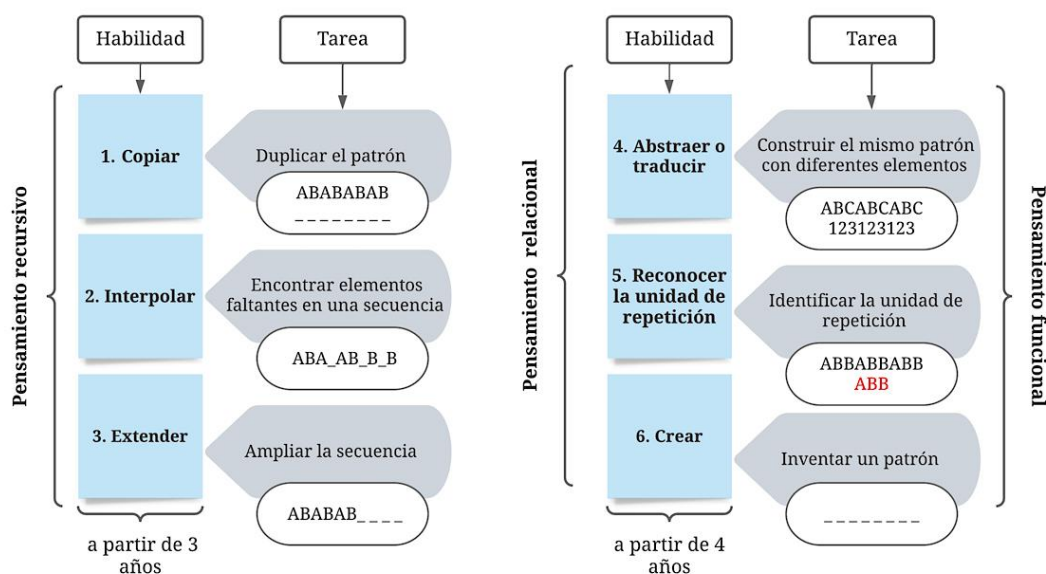 Habilidad
Tarea
Pensamiento recursivo
1. Copiar
Duplicar el patrón
ABABABAB
_ _ _ _ _ _ _ _
2. Interpolar
Encontrar elementos
faltantes en una secuencia
ABA_AB_B_B
3. Extender
Ampliar la secuencia
ABABAB_ _ _ _
a partir de 3
años
Habilidad
Tarea
Pensamiento relacional
4. Abstraer o
traducir
Construir el mismo patrón
con diferentes elementos
ABCABCABC
123123123
5. Reconocer
la unidad de
repetición
Identificar la unidad de
repetición
ABBABBABB
ABB
6. Crear
Inventar un patrón
_ _ _ _ _ _ _ _
a partir de 4
años
Pensamiento funcional